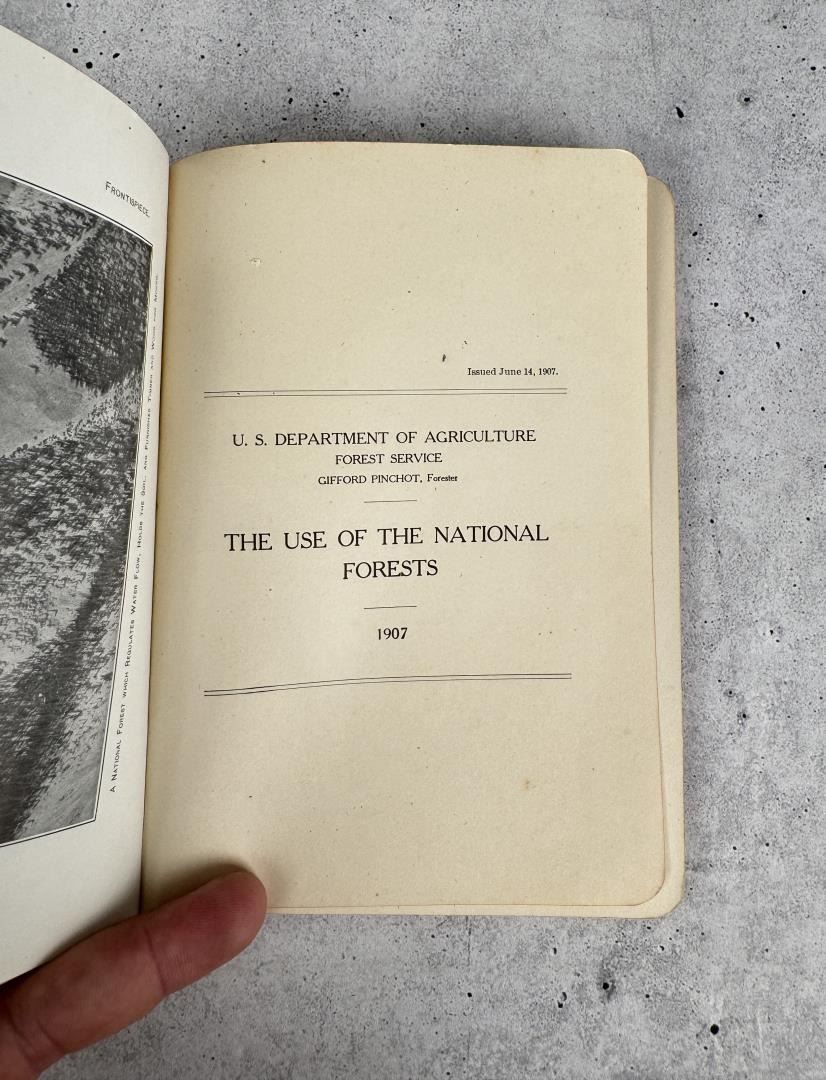 FRONTISPIECE.
A NATIONAL FOREST WHICH REGULATES WATER FLOW, HOLDS THE SOIL, AND FURNISHES TIMBER AND WOOD FOR MINING.
Issued June 14, 1907.
U. S. DEPARTMENT OF AGRICULTURE
FOREST SERVICE
GIFFORD PINCHOT, Forester
THE USE OF THE NATIONAL
FORESTS
1907